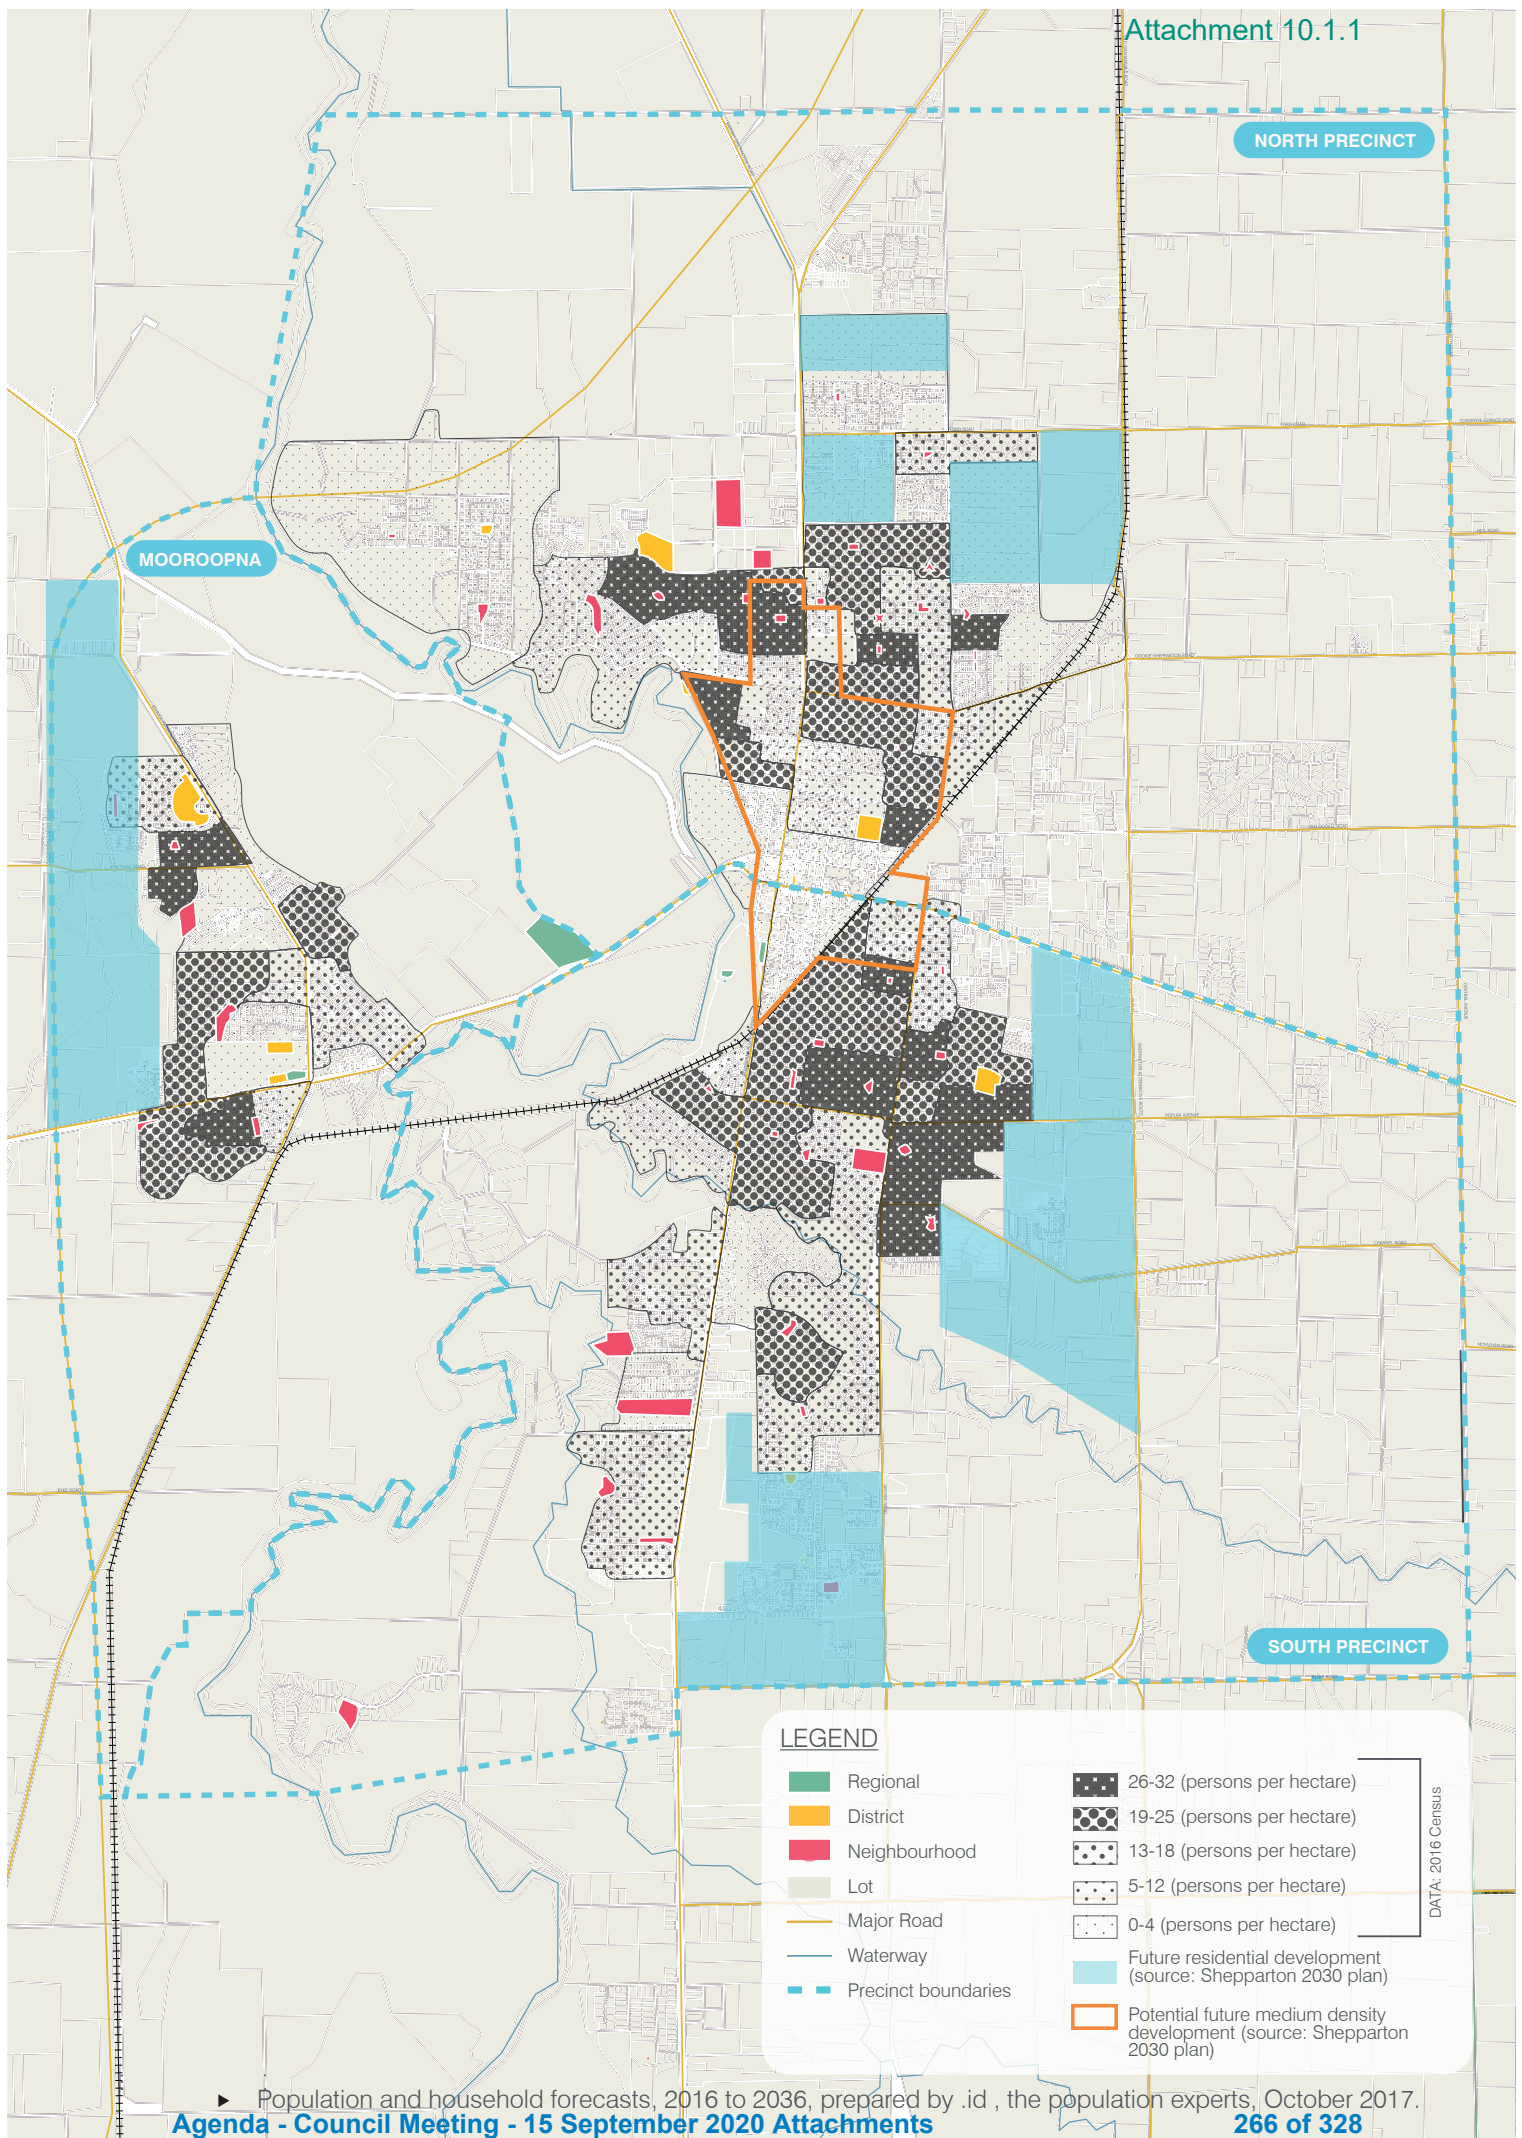 Attachment 10.1.1
NORTH PRECINCT
MOOROOPNA
SOUTH PRECINCT
LEGEND
Regional
District
Neighbourhood
Lot
Major Road
Waterway
Precinct boundaries
26-32 (persons per hectare)
19-25 (persons per hectare)
13-18 (persons per hectare)
5-12 (persons per hectare)
0-4 (persons per hectare)
DATA: 2016 Census
Future residential development
(source: Shepparton 2030 plan)
Potential future medium density
development (source: Shepparton
2030 plan)
► Population and household forecasts, 2016 to 2036, prepared by .id , the population experts, October 2017.
Agenda - Council Meeting - 15 September 2020 Attachments
266 of 328